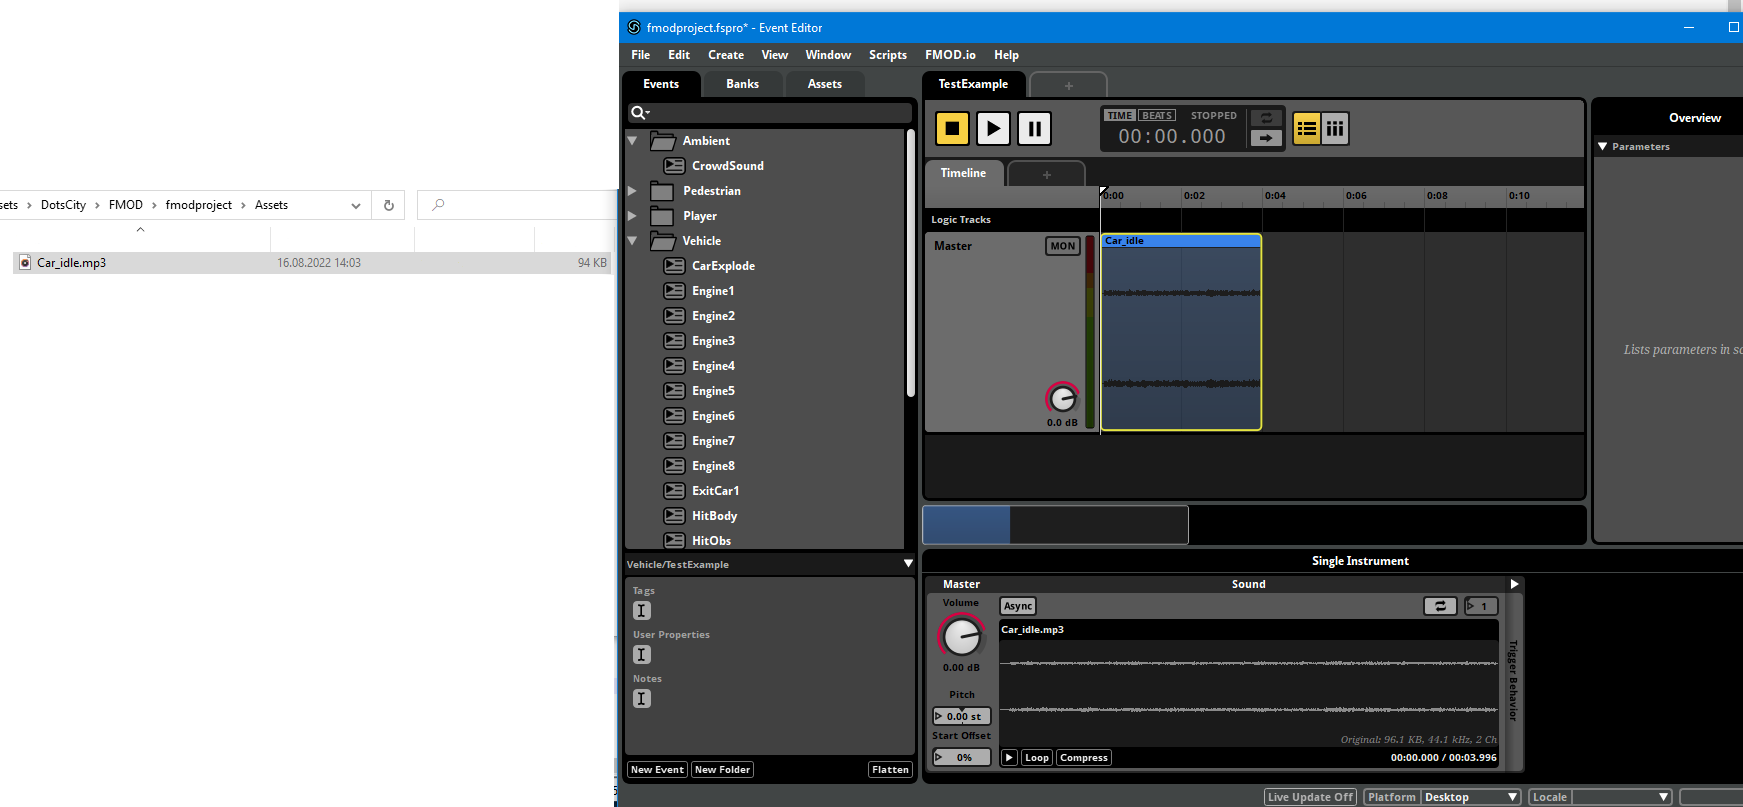 fmodproject.fspro* - Event Editor
File Edit Create View Window Scripts FMOD.io Help
Events Banks Assets
TestExample
Ambient
CrowdSound
Pedestrian
Player
Vehicle
CarExplode
Engine1
Engine2
Engine3
Engine4
Engine5
Engine6
Engine7
Engine8
ExitCar1
HitBody
HitObs
sets > DotsCity > FMOD > fmodproject > Assets
Car_idle.mp3 16.08.2022 14:03 94 KB
TIME BEATS STOPPED
00:00.000
Overview
Parameters
Lists parameters in
Timeline
0:00 0:02 0:04 0:06 0:08 0:10
Logic Tracks
Master MON
Car_idle
0.0 dB
Vehicle/TestExample
Tags
User Properties
Notes
New Event New Folder Flatten
Single Instrument
Master Sound
Volume
0.00 dB
Pitch
0.00 st
Start Offset
0%
Async
1
Car_idle.mp3
Original: 96.1 KB, 44.1 kHz, 2 Ch
Loop Compress 00:00.000 / 00:03.996
Trigger Behavior
Live Update Off Platform Desktop Locale